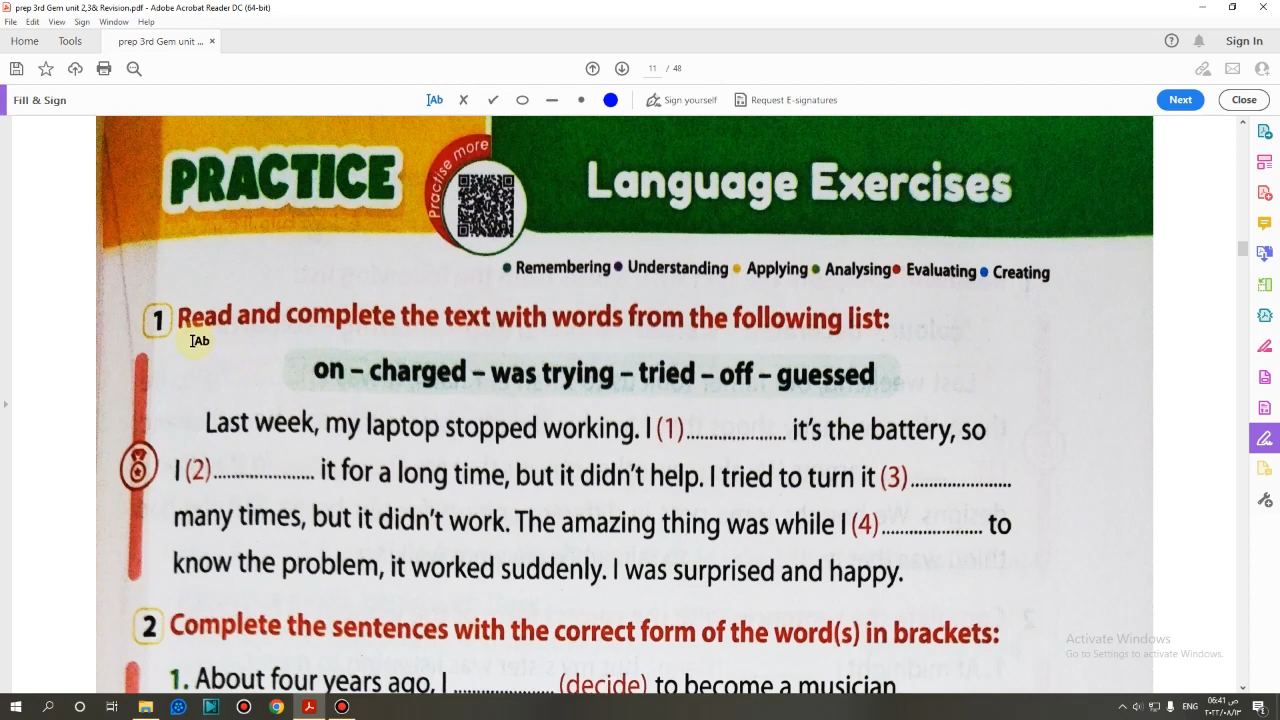 prep 3rd Gem unit 2,3& Revision.pdf - Adobe Acrobat Reader DC (64-bit)
File Edit View Sign Window Help
Home Tools prep 3rd Gem unit ... × Sign In
11 / 48
Fill & Sign Ab Sign yourself Request E-signatures Next Close
PRACTICE Practise more Language Exercises
• Remembering • Understanding • Applying • Analysing • Evaluating • Creating
1 Read and complete the text with words from the following list:
Ab
on – charged – was trying – tried – off – guessed
Last week, my laptop stopped working. I (1).................... it's the battery, so
I (2).................... it for a long time, but it didn't help. I tried to turn it (3)....................
many times, but it didn't work. The amazing thing was while I (4).................... to
know the problem, it worked suddenly. I was surprised and happy.
2 Complete the sentences with the correct form of the word(s) in brackets:
1. About four years ago, I .................... (decide) to become a musician
Activate Windows
Go to Settings to activate Windows.
ENG 06:41 ص
٢٠٢٢/٠٨/١٣